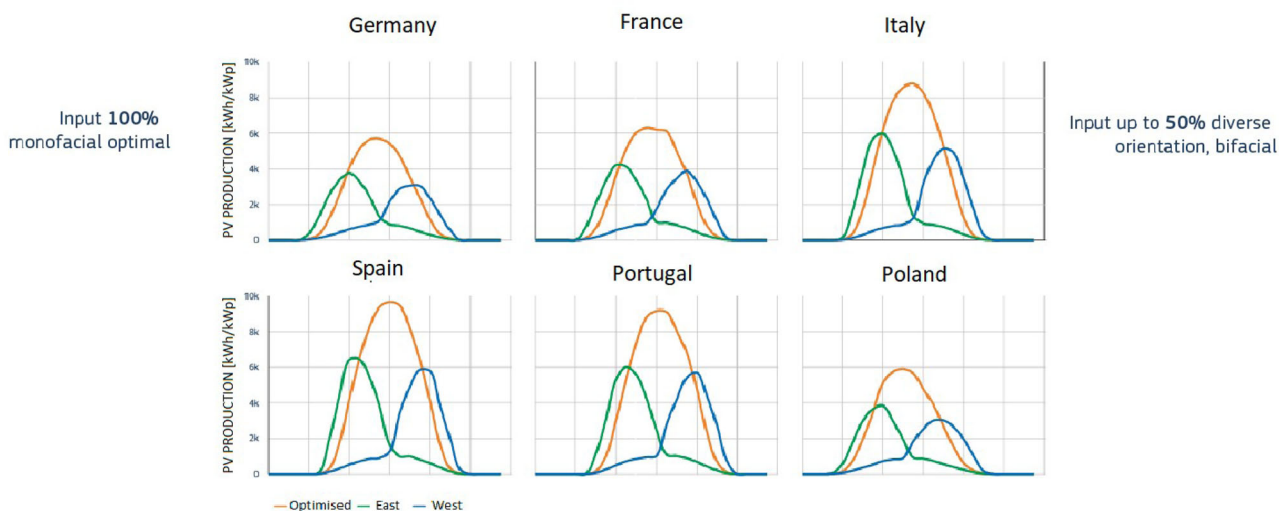 Germany
France
Italy
Input 100%
monofacial optimal
Input up to 50% diverse
orientation, bifacial
PV PRODUCTION [kWh/kWp]
10k
8k
6k
4k
2k
0
Spain
Portugal
Poland
PV PRODUCTION [kWh/kWp]
10k
8k
6k
4k
2k
0
Optimised East West